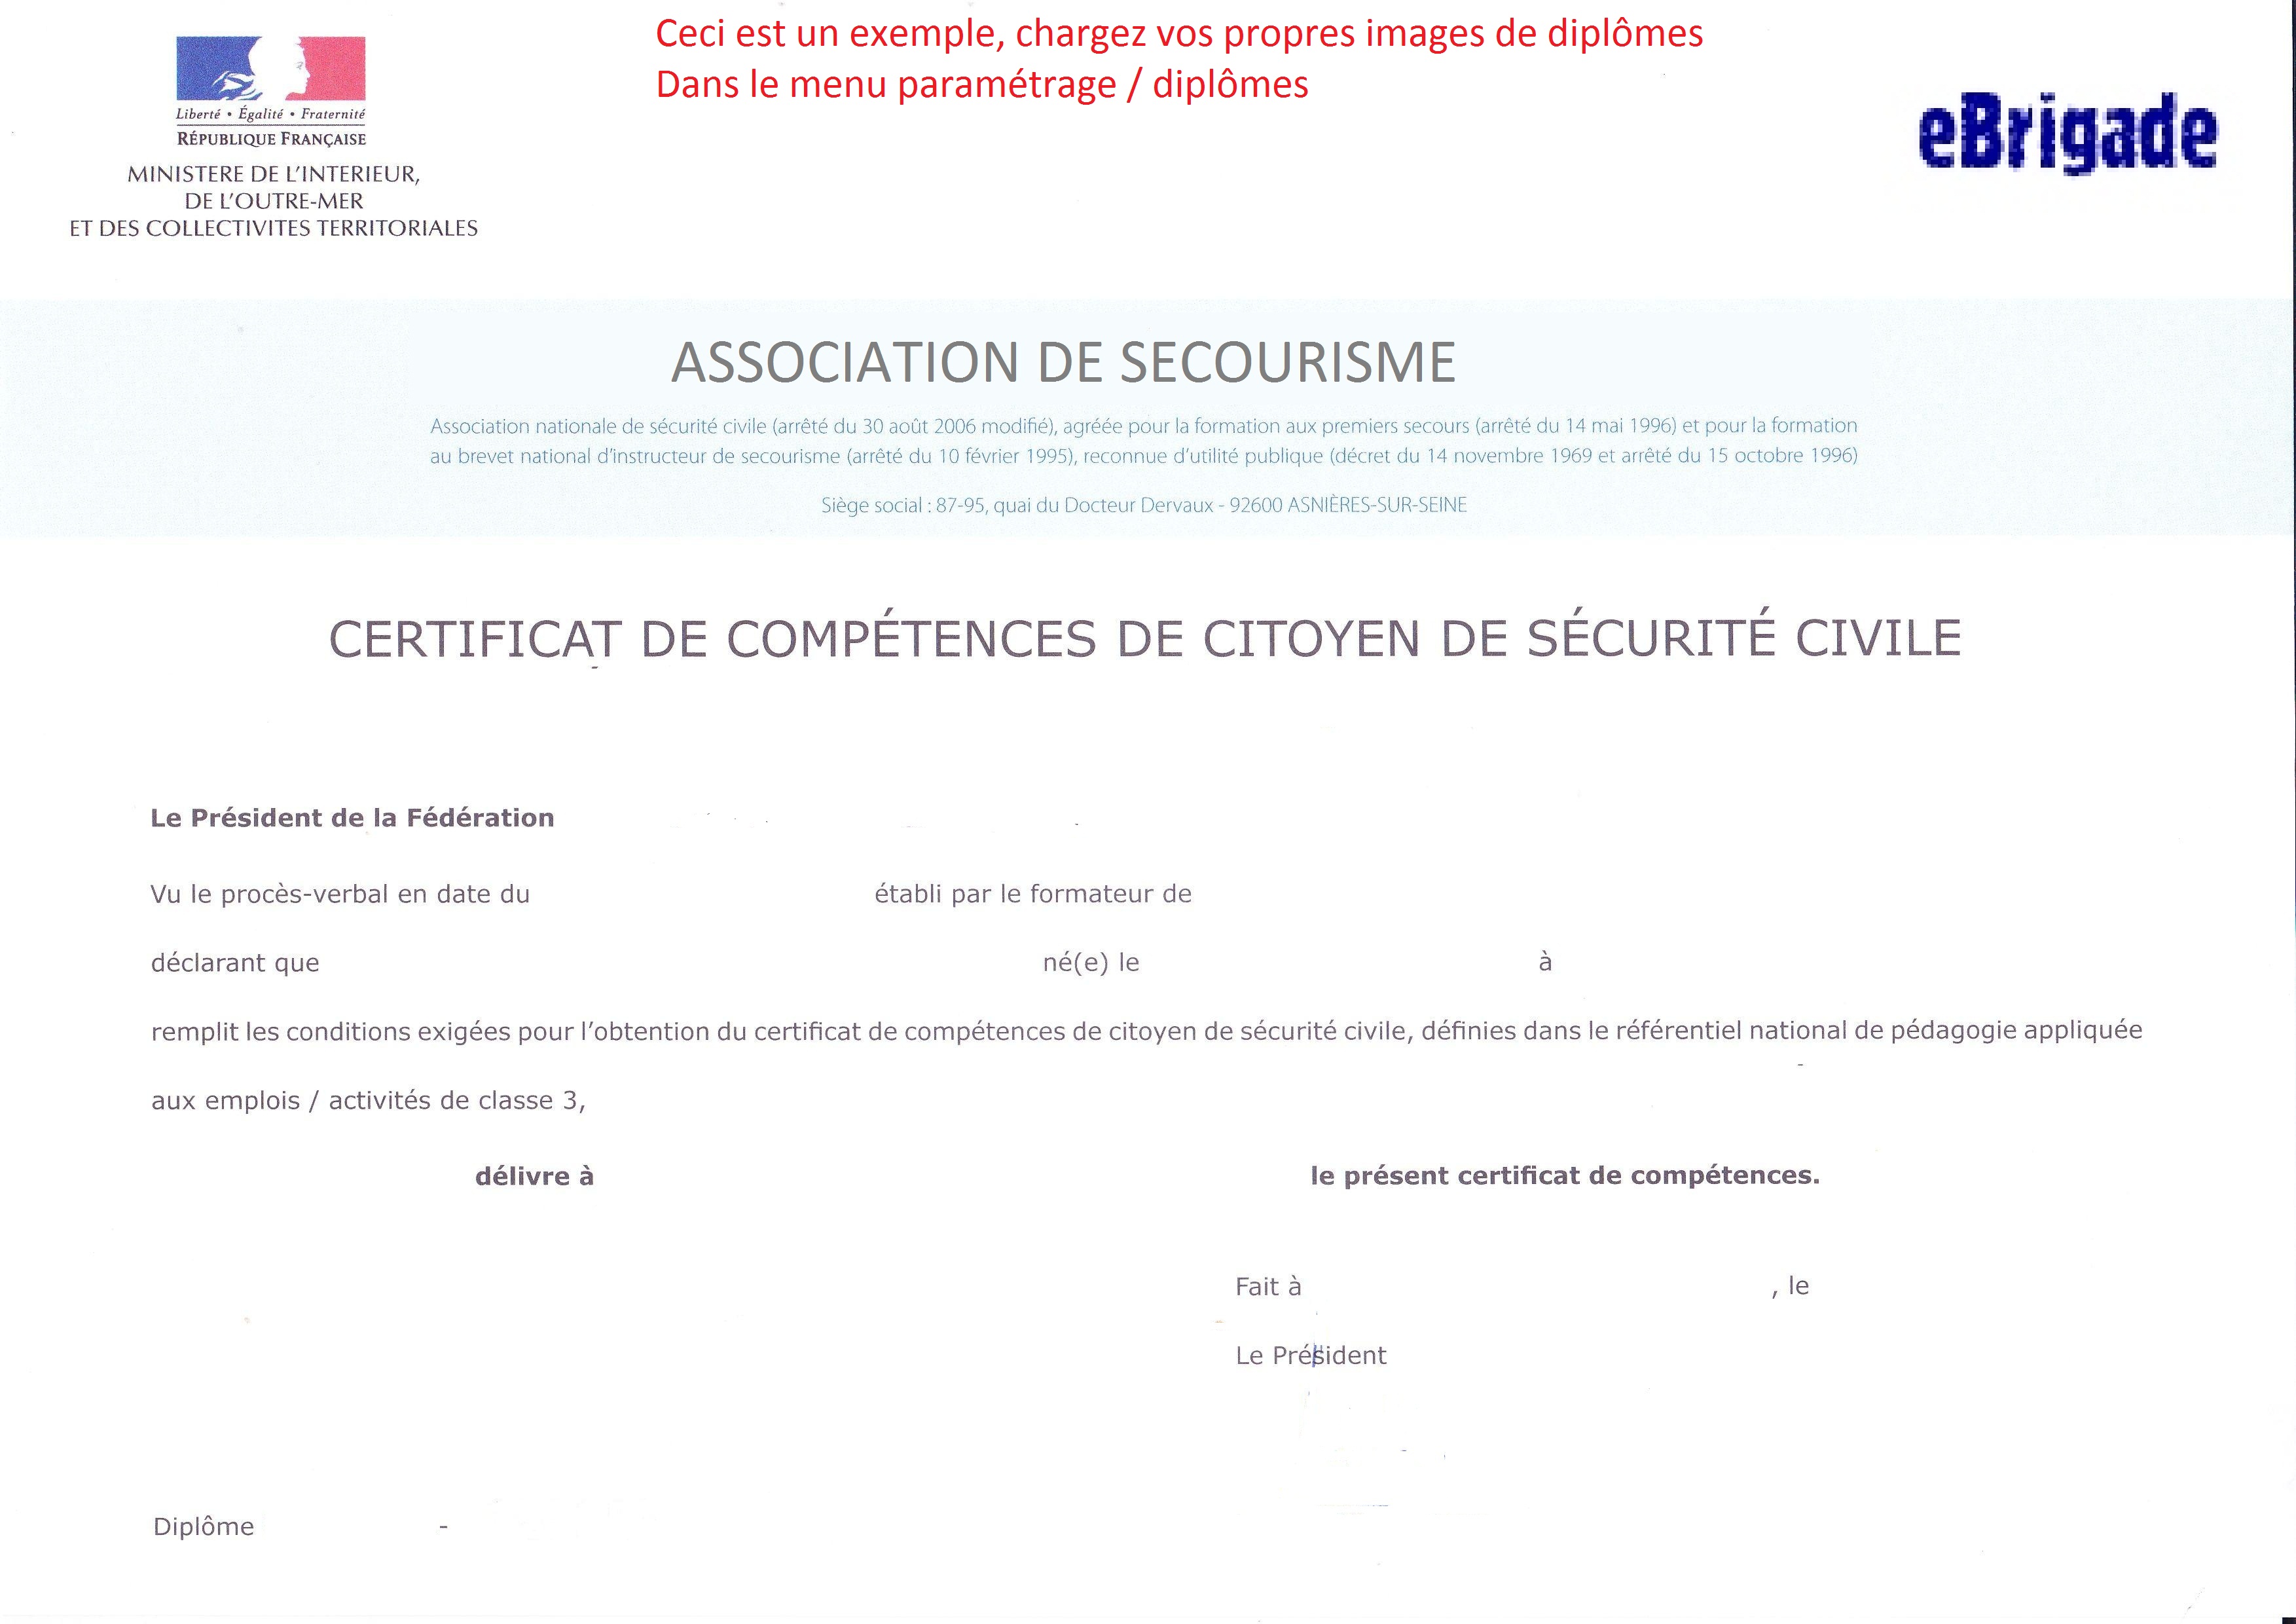 Ceci est un exemple, chargez vos propres images de diplômes
Dans le menu paramétrage / diplômes
Liberté • Égalité • Fraternité
RÉPUBLIQUE FRANÇAISE
MINISTERE DE L'INTERIEUR,
DE L'OUTRE-MER
ET DES COLLECTIVITES TERRITORIALES
eBrigade
ASSOCIATION DE SECOURISME
Association nationale de sécurité civile (arrêté du 30 août 2006 modifié), agréée pour la formation aux premiers secours (arrêté du 14 mai 1996) et pour la formation
au brevet national d'instructeur de secourisme (arrêté du 10 février 1995), reconnue d'utilité publique (décret du 14 novembre 1969 et arrêté du 15 octobre 1996)
Siège social : 87-95, quai du Docteur Dervaux - 92600 ASNIÈRES-SUR-SEINE
CERTIFICAT DE COMPÉTENCES DE CITOYEN DE SÉCURITÉ CIVILE
Le Président de la Fédération
Vu le procès-verbal en date du établi par le formateur de
déclarant que né(e) le à
remplit les conditions exigées pour l'obtention du certificat de compétences de citoyen de sécurité civile, définies dans le référentiel national de pédagogie appliquée
aux emplois / activités de classe 3,
délivre à le présent certificat de compétences.
Fait à , le
Le Président
Diplôme -